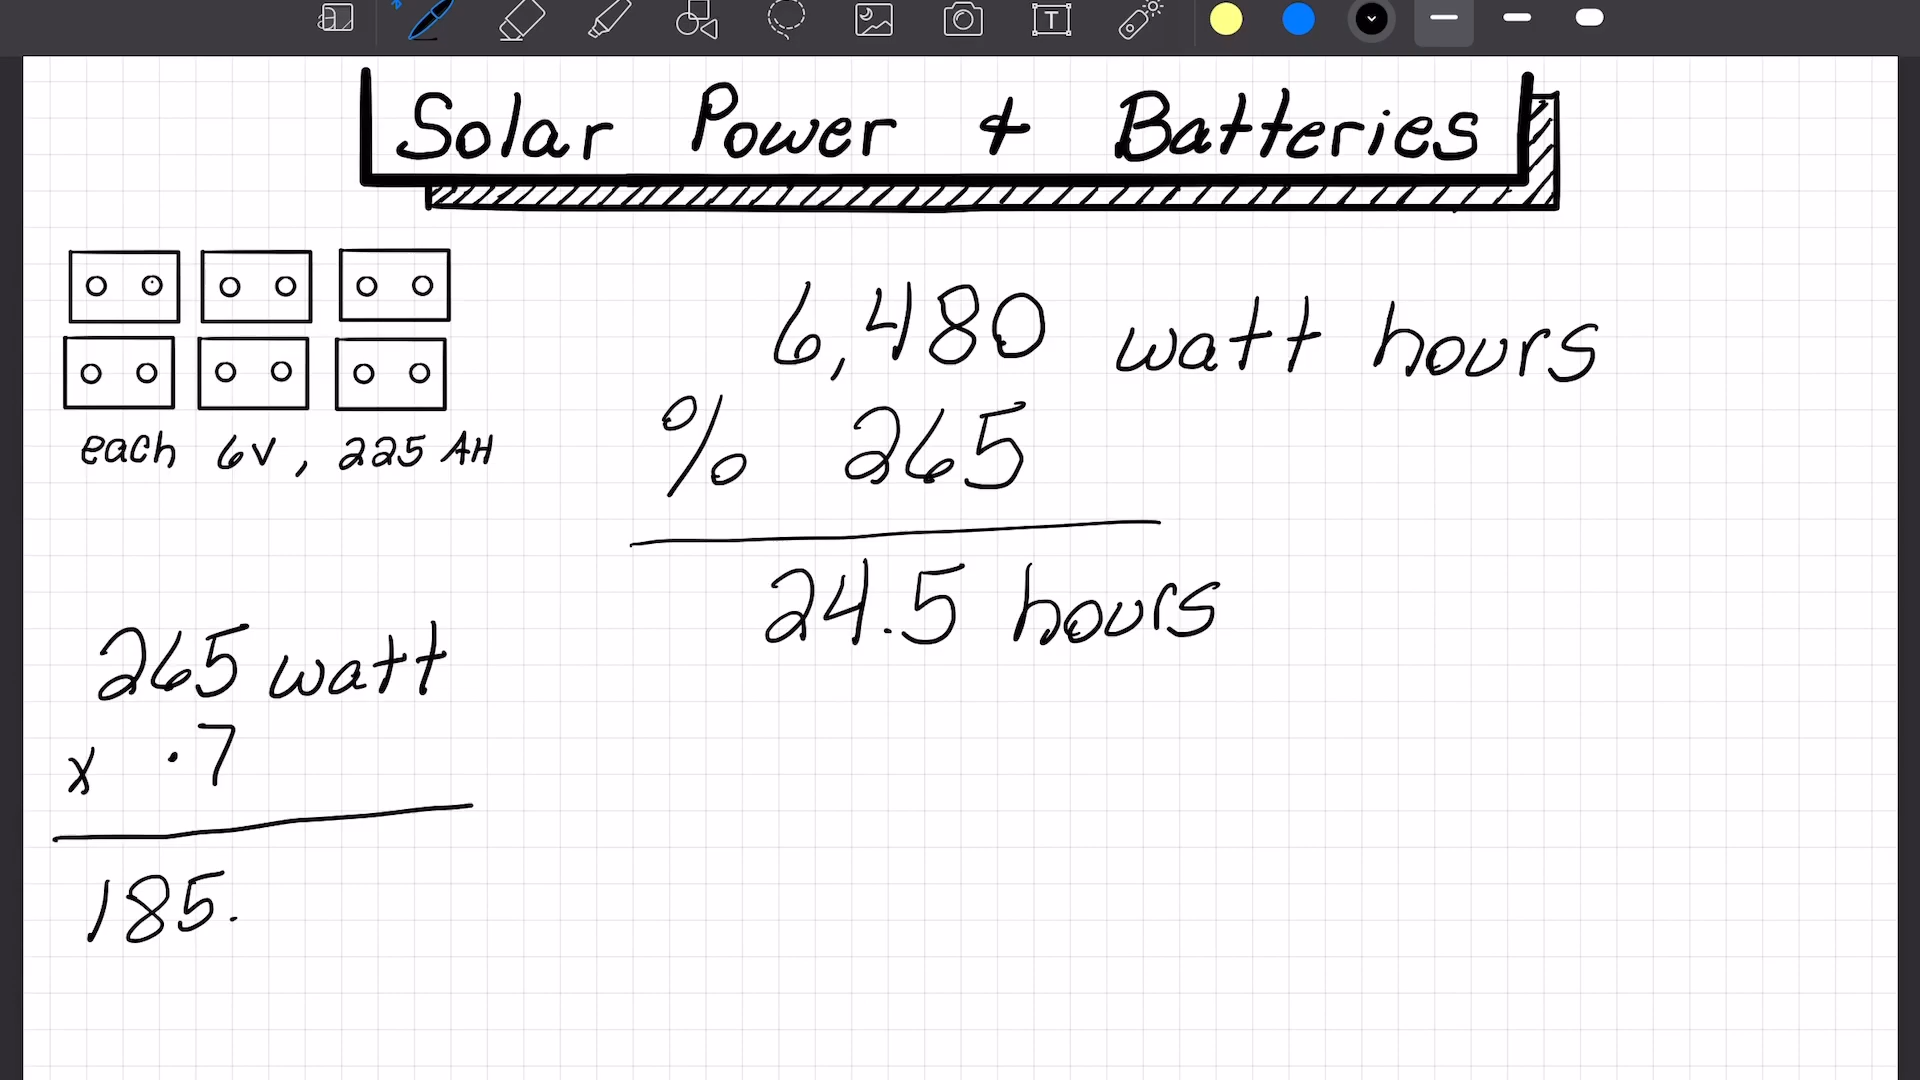 Solar Power + Batteries
each 6V, 225 AH
6,480 watt hours
% 265
24.5 hours
265 watt
x .7
185.